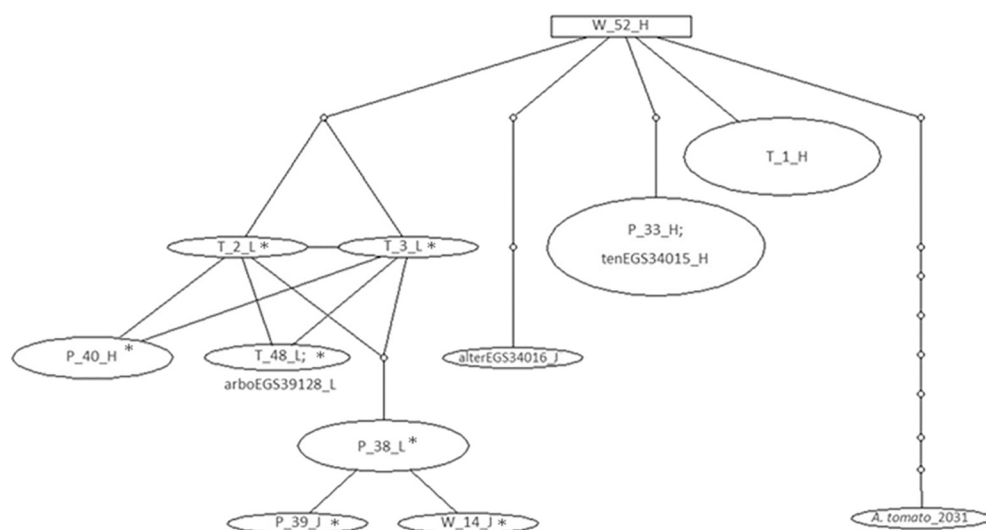 W_52_H
T_1_H
P_33_H;
tenEGS34015_H
T_2_L *
T_3_L *
P_40_H *
T_48_L; *
arboEGS39128_L
alterEGS34016_J
P_38_L *
P_39_J *
W_14_J *
A. tomato_2031